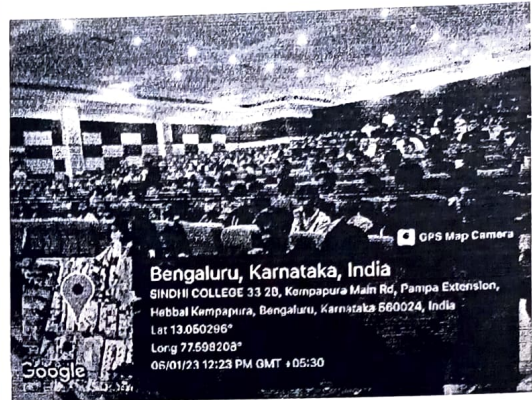 GPS Map Camera
Bengaluru, Karnataka, India
SINDHI COLLEGE 33 2B, Kempapura Main Rd, Pampa Extension,
Hebbal Kempapura, Bengaluru, Karnataka 560024, India
Lat 13.050296°
Long 77.598208°
06/01/23 12:23 PM GMT +05:30
Google